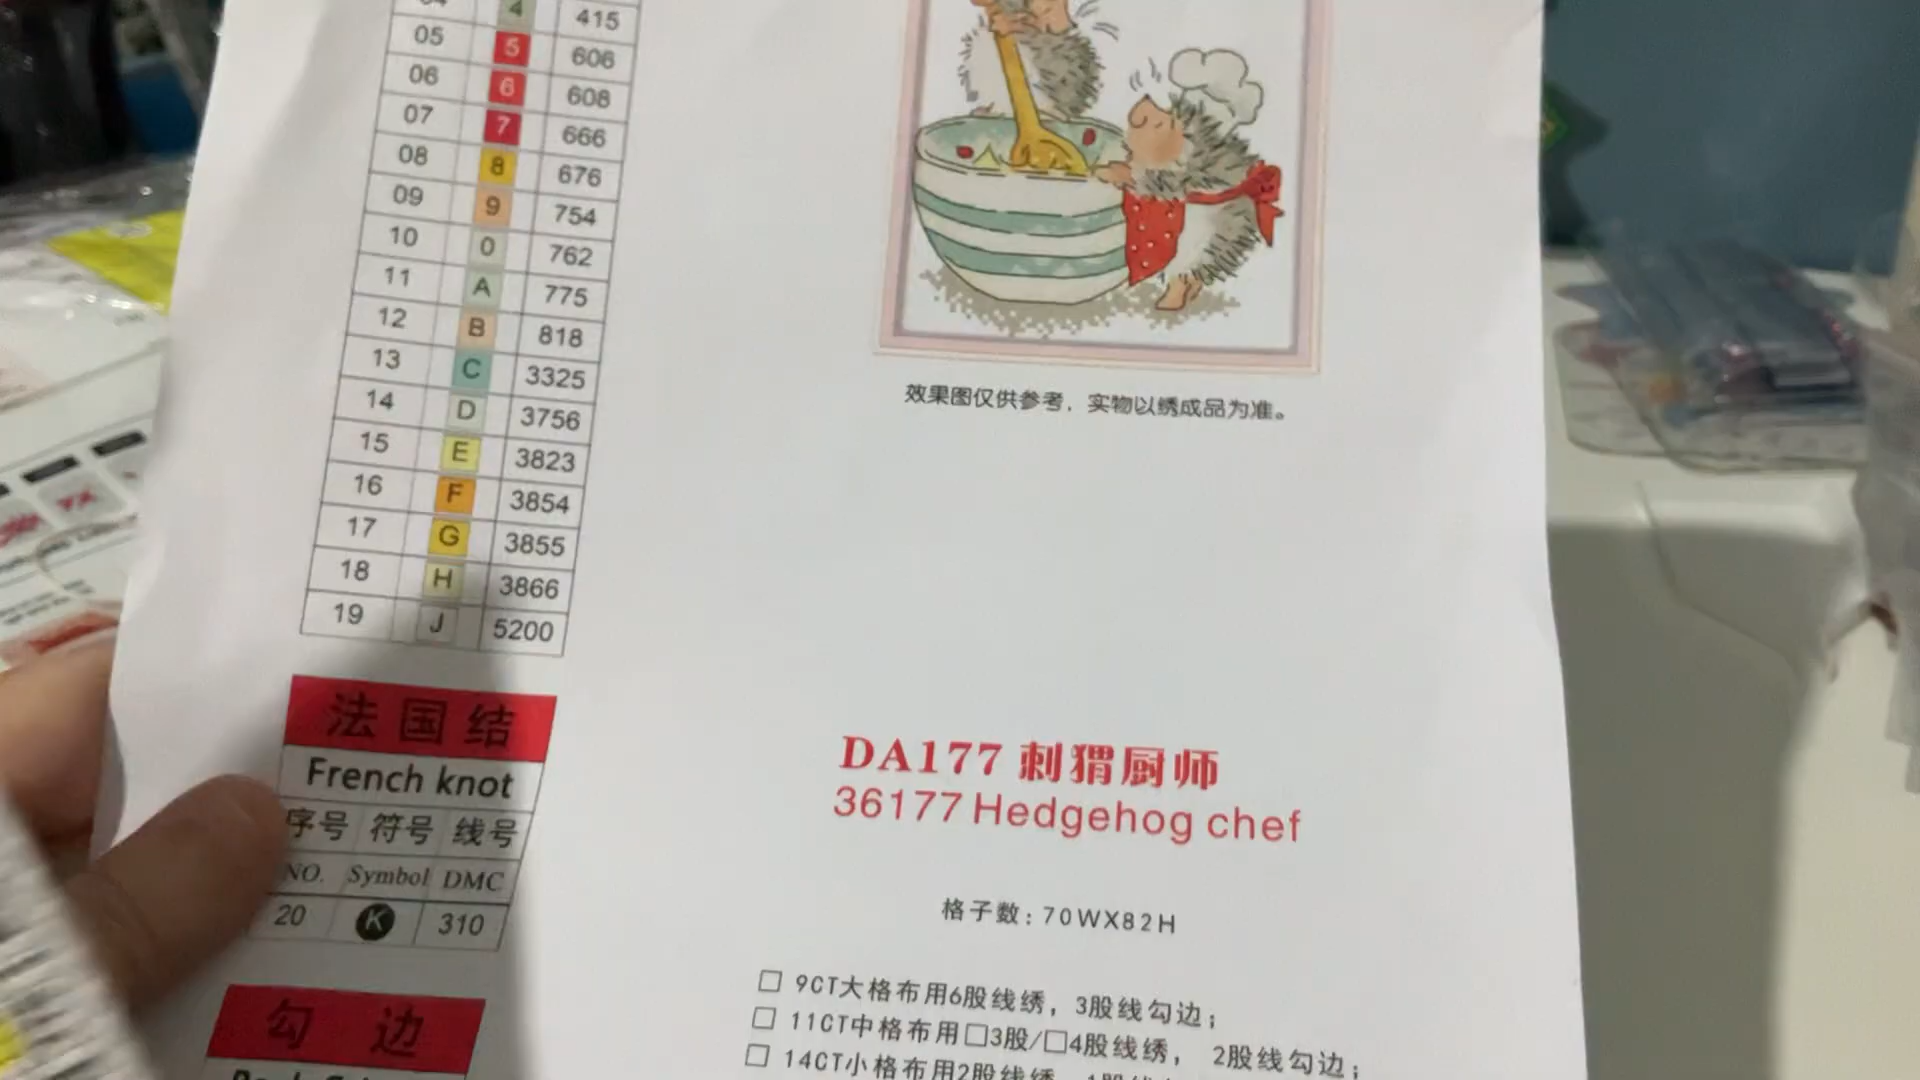 4 415
05 5 606
06 6 608
07 7 666
08 8 676
09 9 754
10 0 762
11 A 775
12 B 818
13 C 3325
14 D 3756
15 E 3823
16 F 3854
17 G 3855
18 H 3866
19 J 5200
法国结
French knot
序号 符号 线号
NO. Symbol DMC
20 K 310
勾 边
效果图仅供参考，实物以绣成品为准。
DA177 刺猬厨师
36177 Hedgehog chef
格子数：70WX82H
□ 9CT大格布用6股线绣，3股线勾边；
□ 11CT中格布用□3股/□4股线绣， 2股线勾边；
□ 14CT小格布用2股线绣